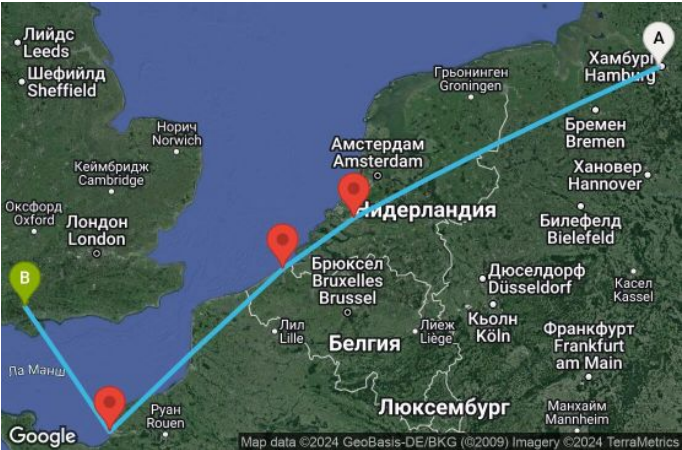 Лийдс
Leeds
Шефийлд
Sheffield
Хамбург
Hamburg
A
Грьонинген
Groningen
Бремен
Bremen
Норич
Norwich
Амстердам
Amsterdam
Кеймбридж
Cambridge
Хановер
Hannover
Оксфорд
Oxford
Лондон
London
Нидерландия
Билефелд
Bielefeld
B
Брюксел
Bruxelles
Brussel
Дюселдорф
Düsseldorf
Касел
Kassel
Лил
Lille
Лиеж
Liège
Кьолн
Köln
Белгия
Франкфурт
Frankfurt
am Main
Ла Манш
Руан
Rouen
Люксембург
Манхайм
Mannheim
Google
Map data ©2024 GeoBasis-DE/BKG (©2009) Imagery ©2024 TerraMetrics